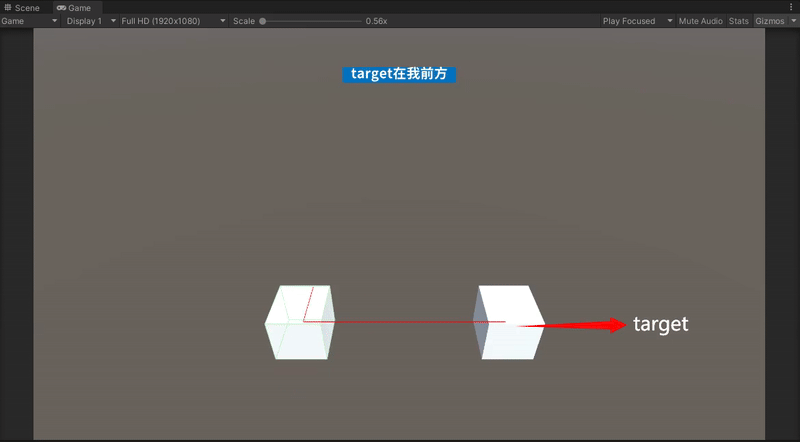 Scene Game
Game Display 1 Full HD (1920x1080) Scale 0.56x Play Focused Mute Audio Stats Gizmos
target在我前方
target